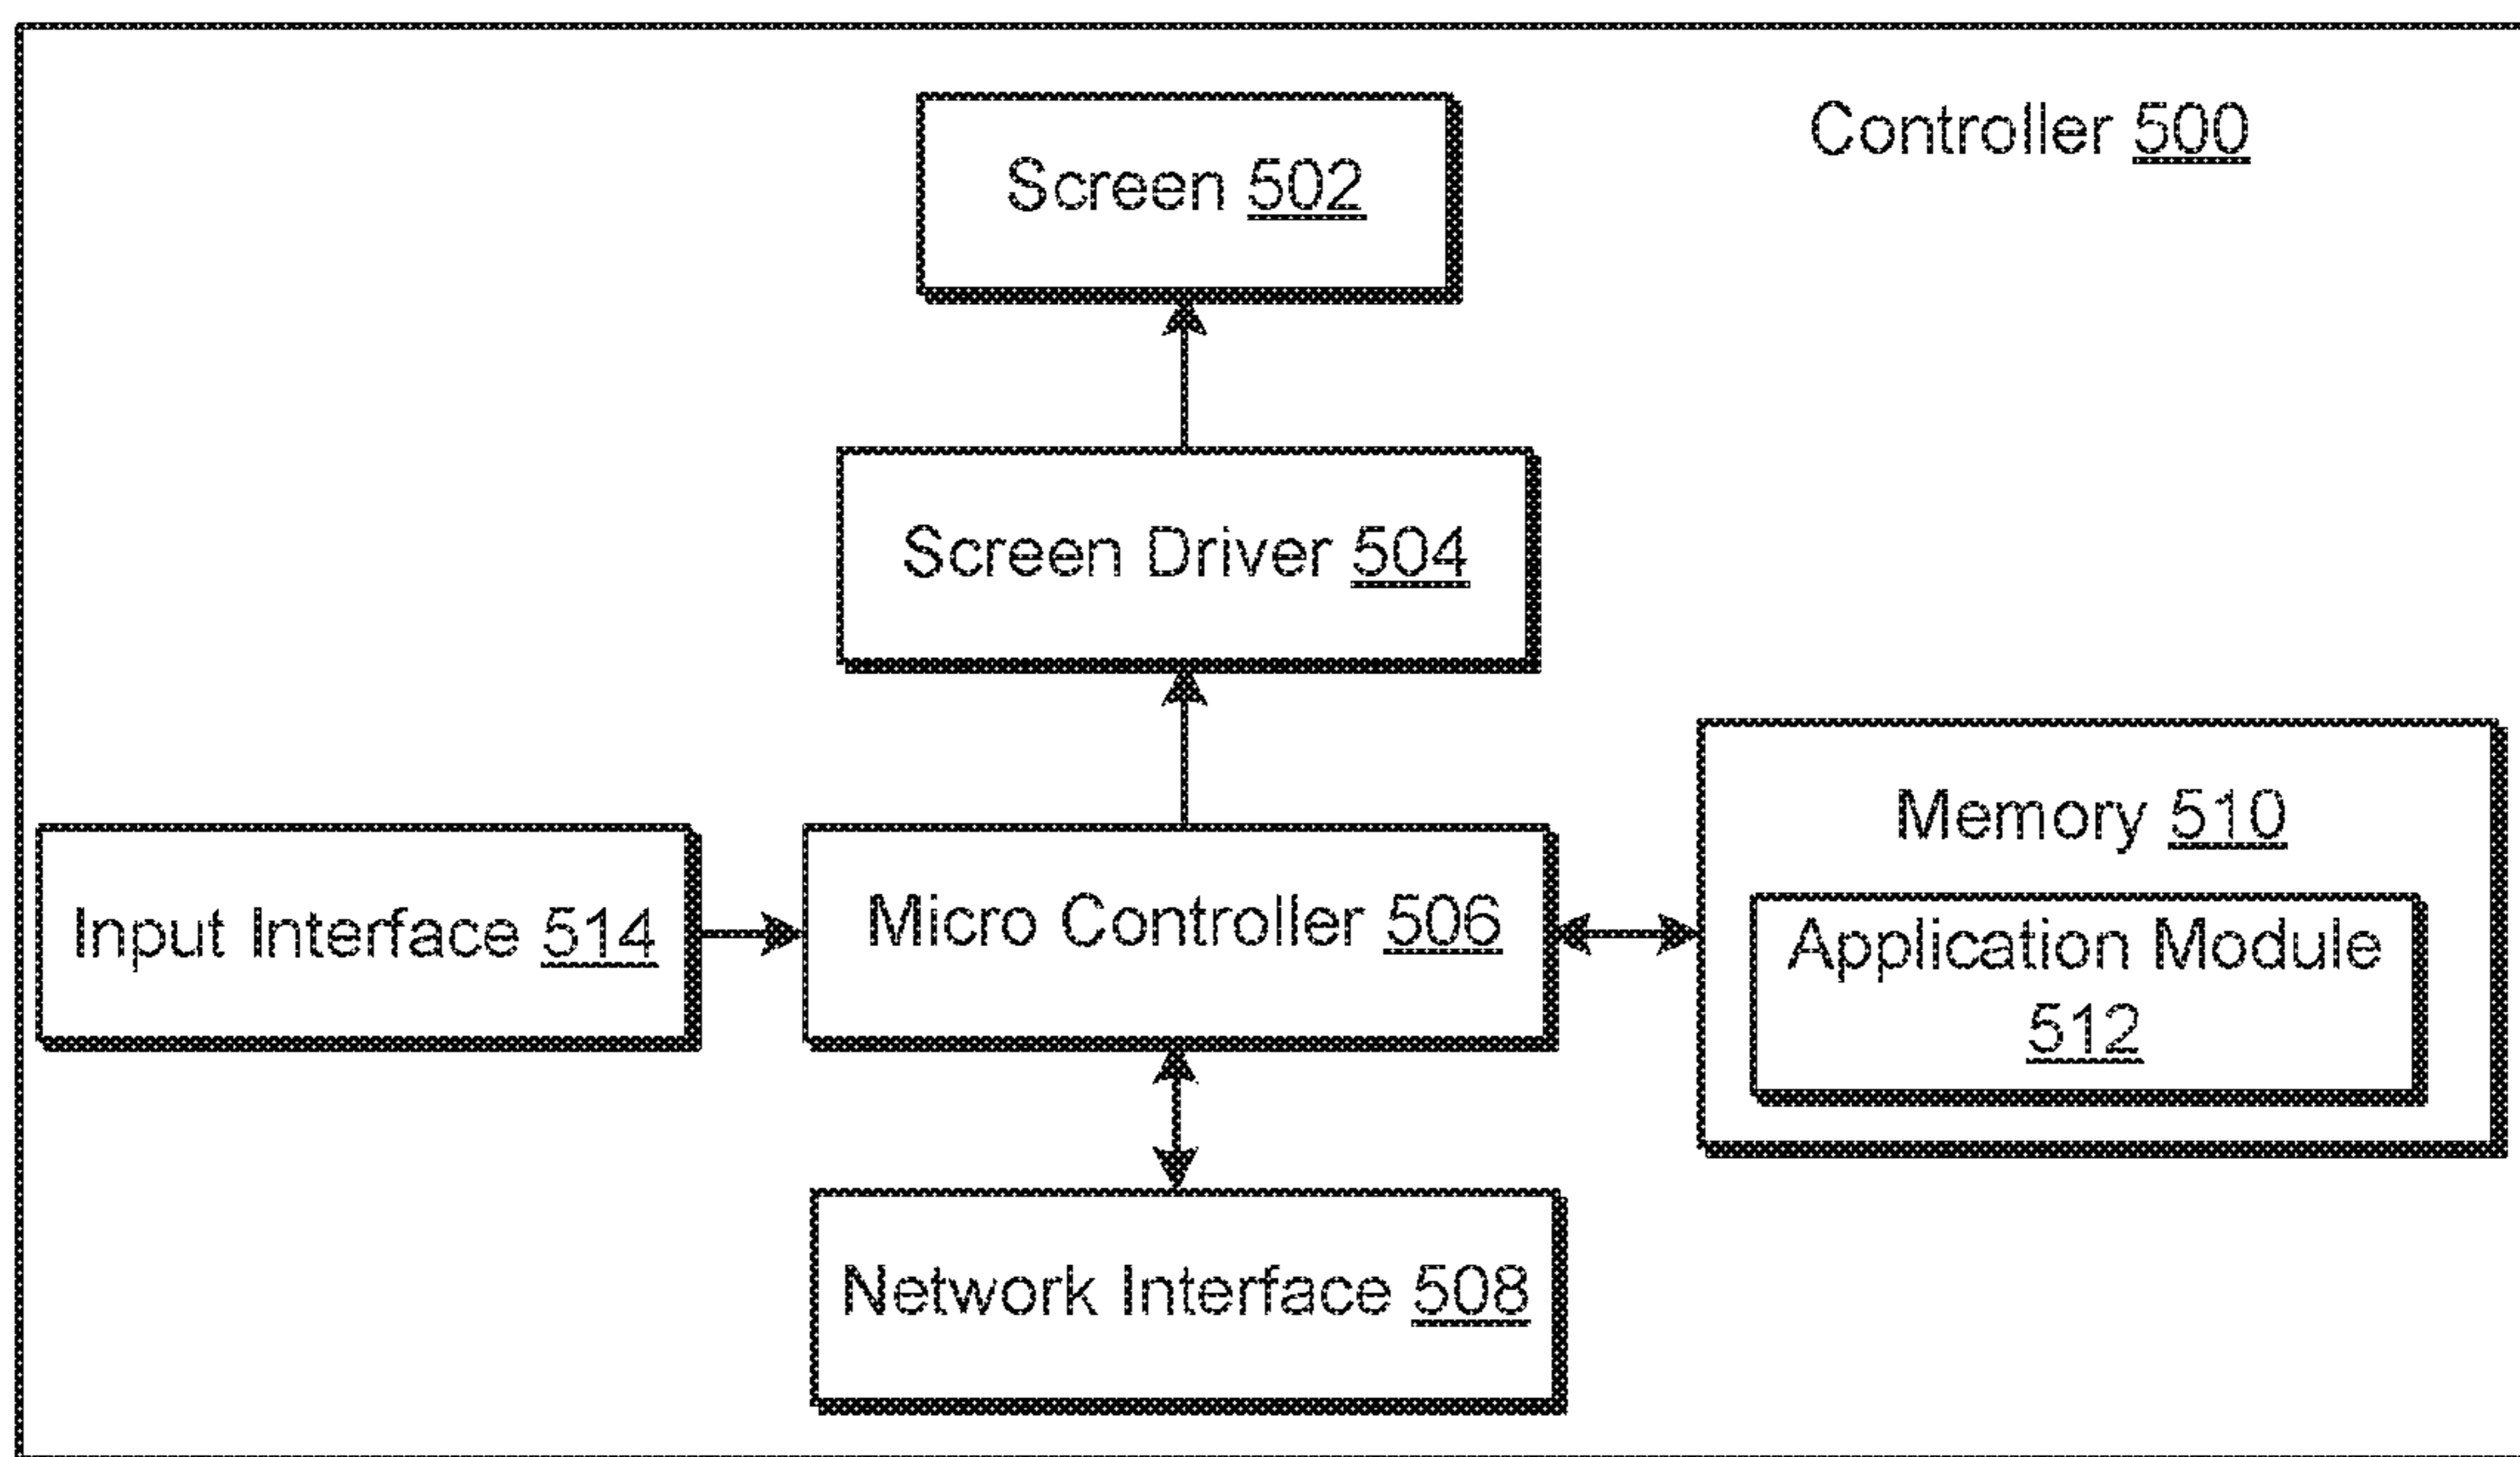 Controller 500
Screen 502
Screen Driver 504
Memory 510
Input Interface 514
Micro Controller 506
Application Module
512
Network Interface 508